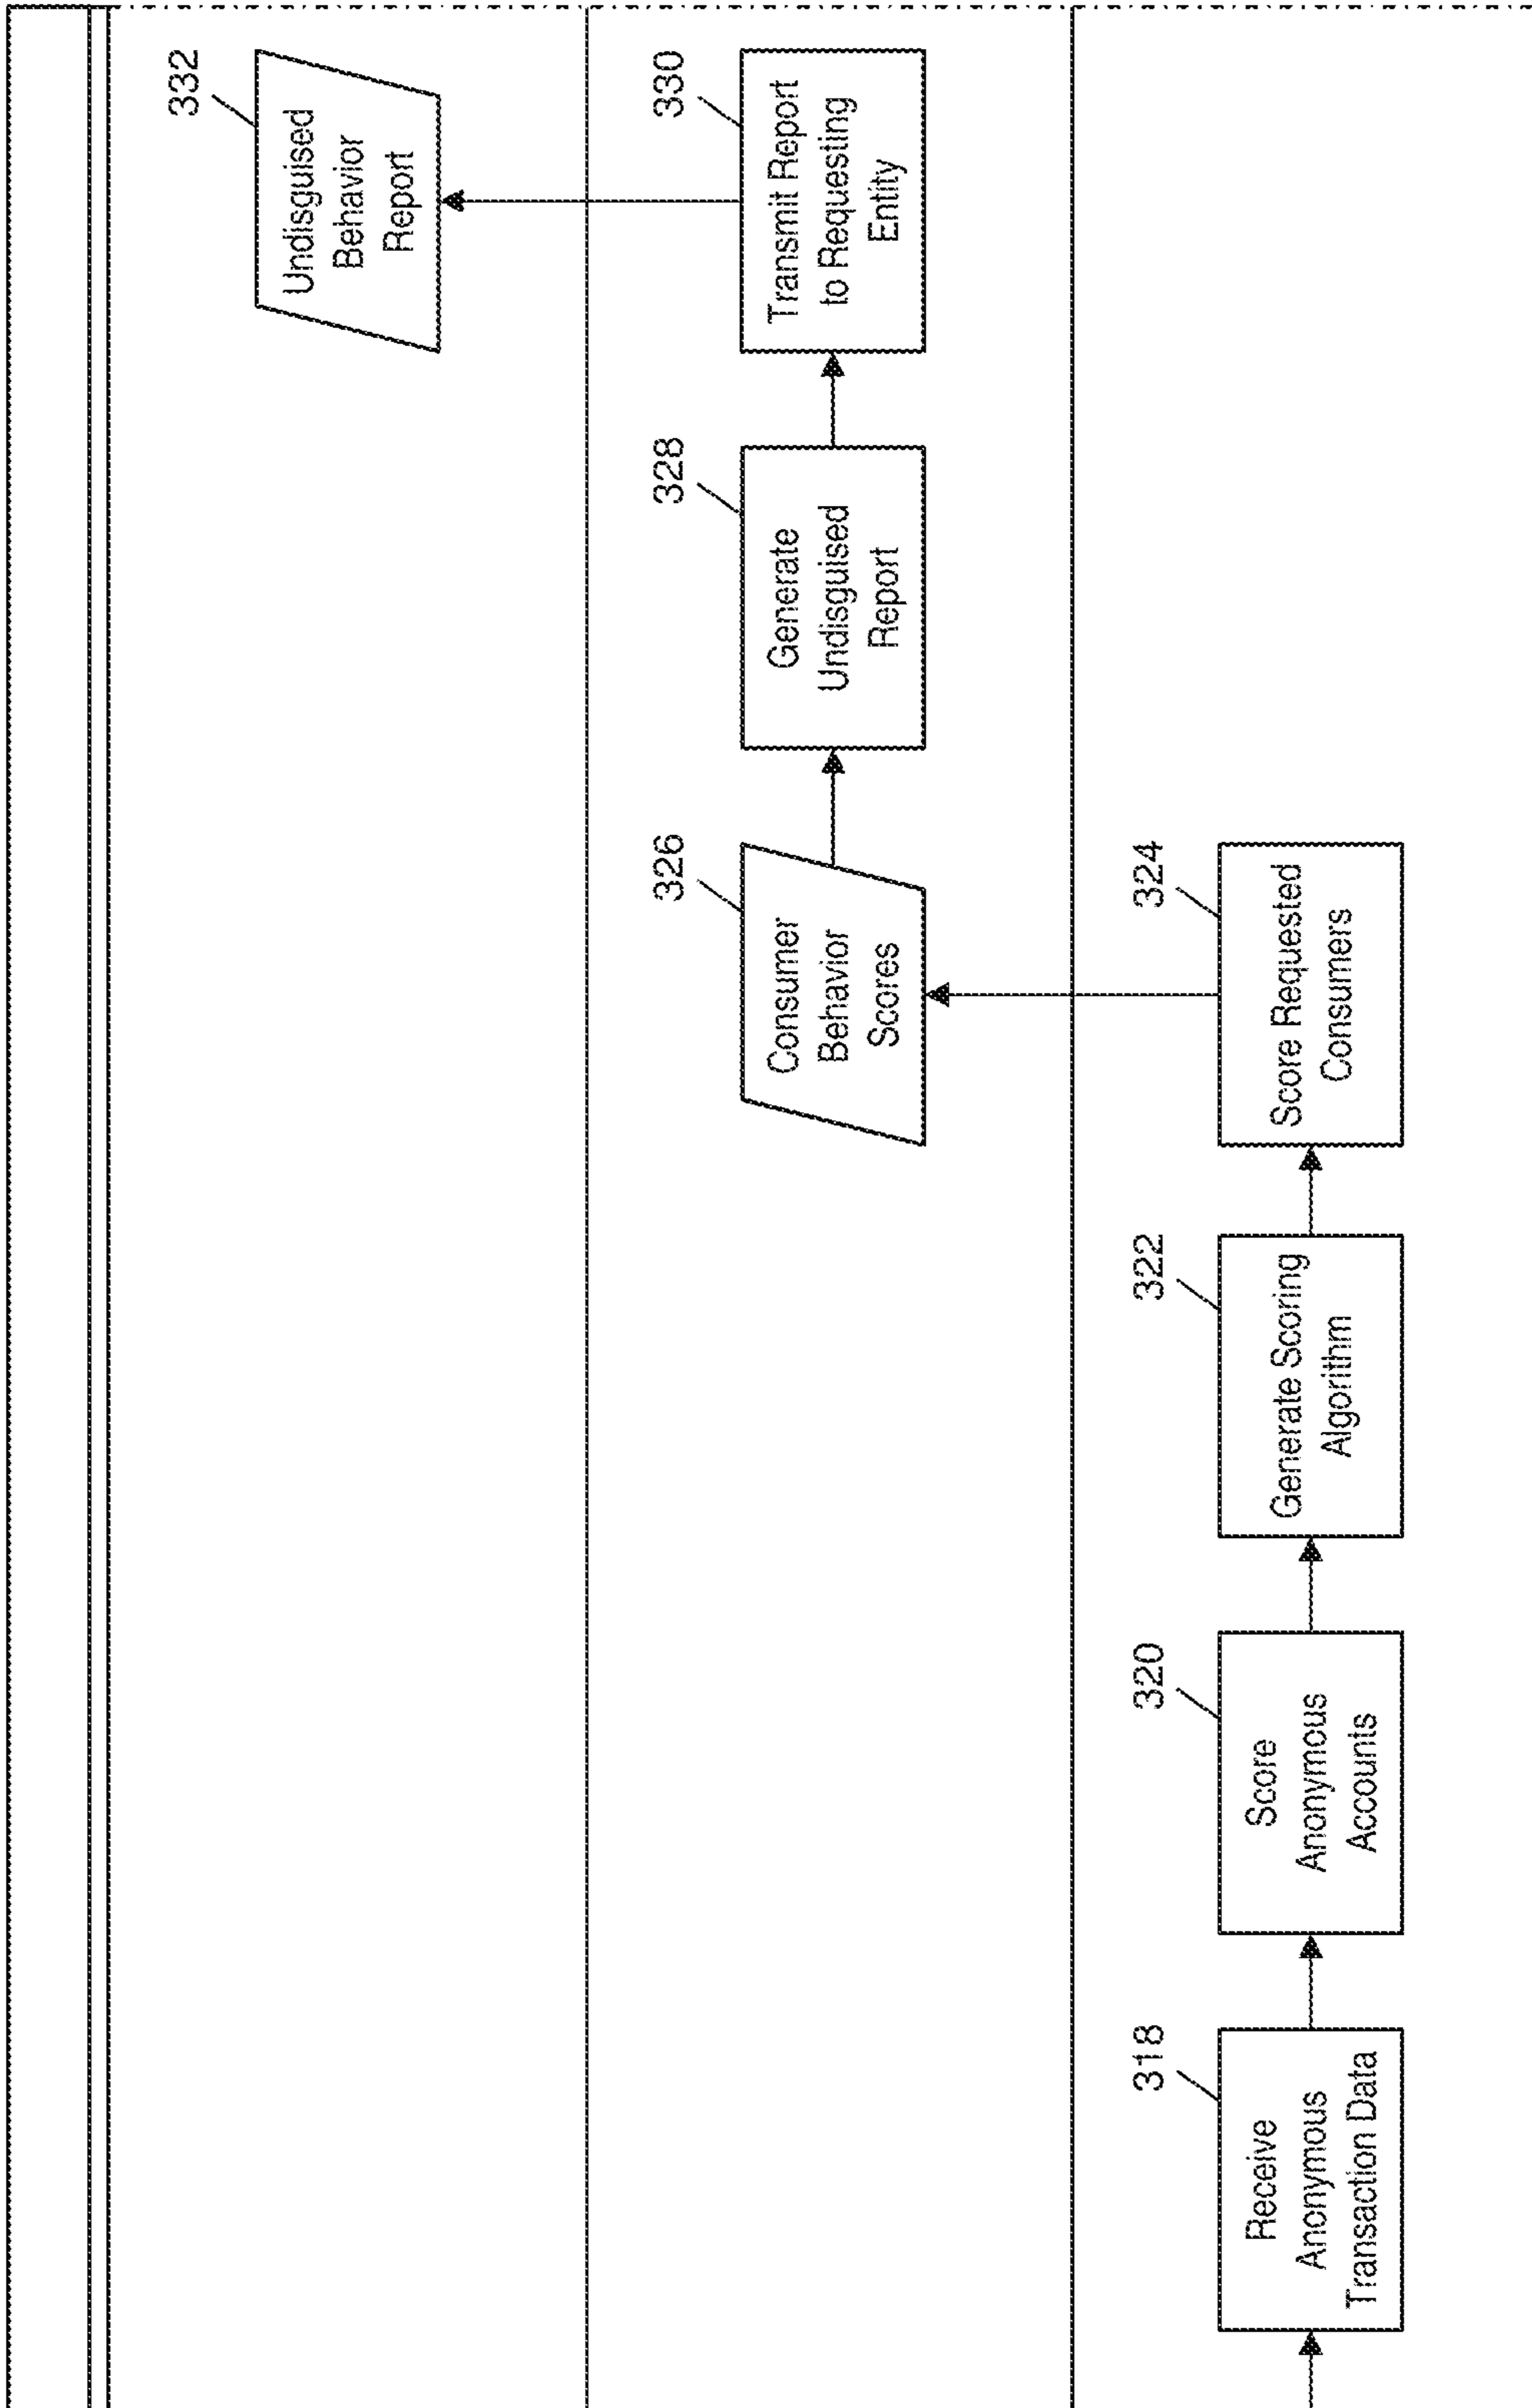 332
Undisguised
Behavior
Report
326
Consumer
Behavior
Scores
328
Generate
Undisguised
Report
330
Transmit Report
to Requesting
Entity
318
Receive
Anonymous
Transaction Data
320
Score
Anonymous
Accounts
322
Generate Scoring
Algorithm
324
Score Requested
Consumers